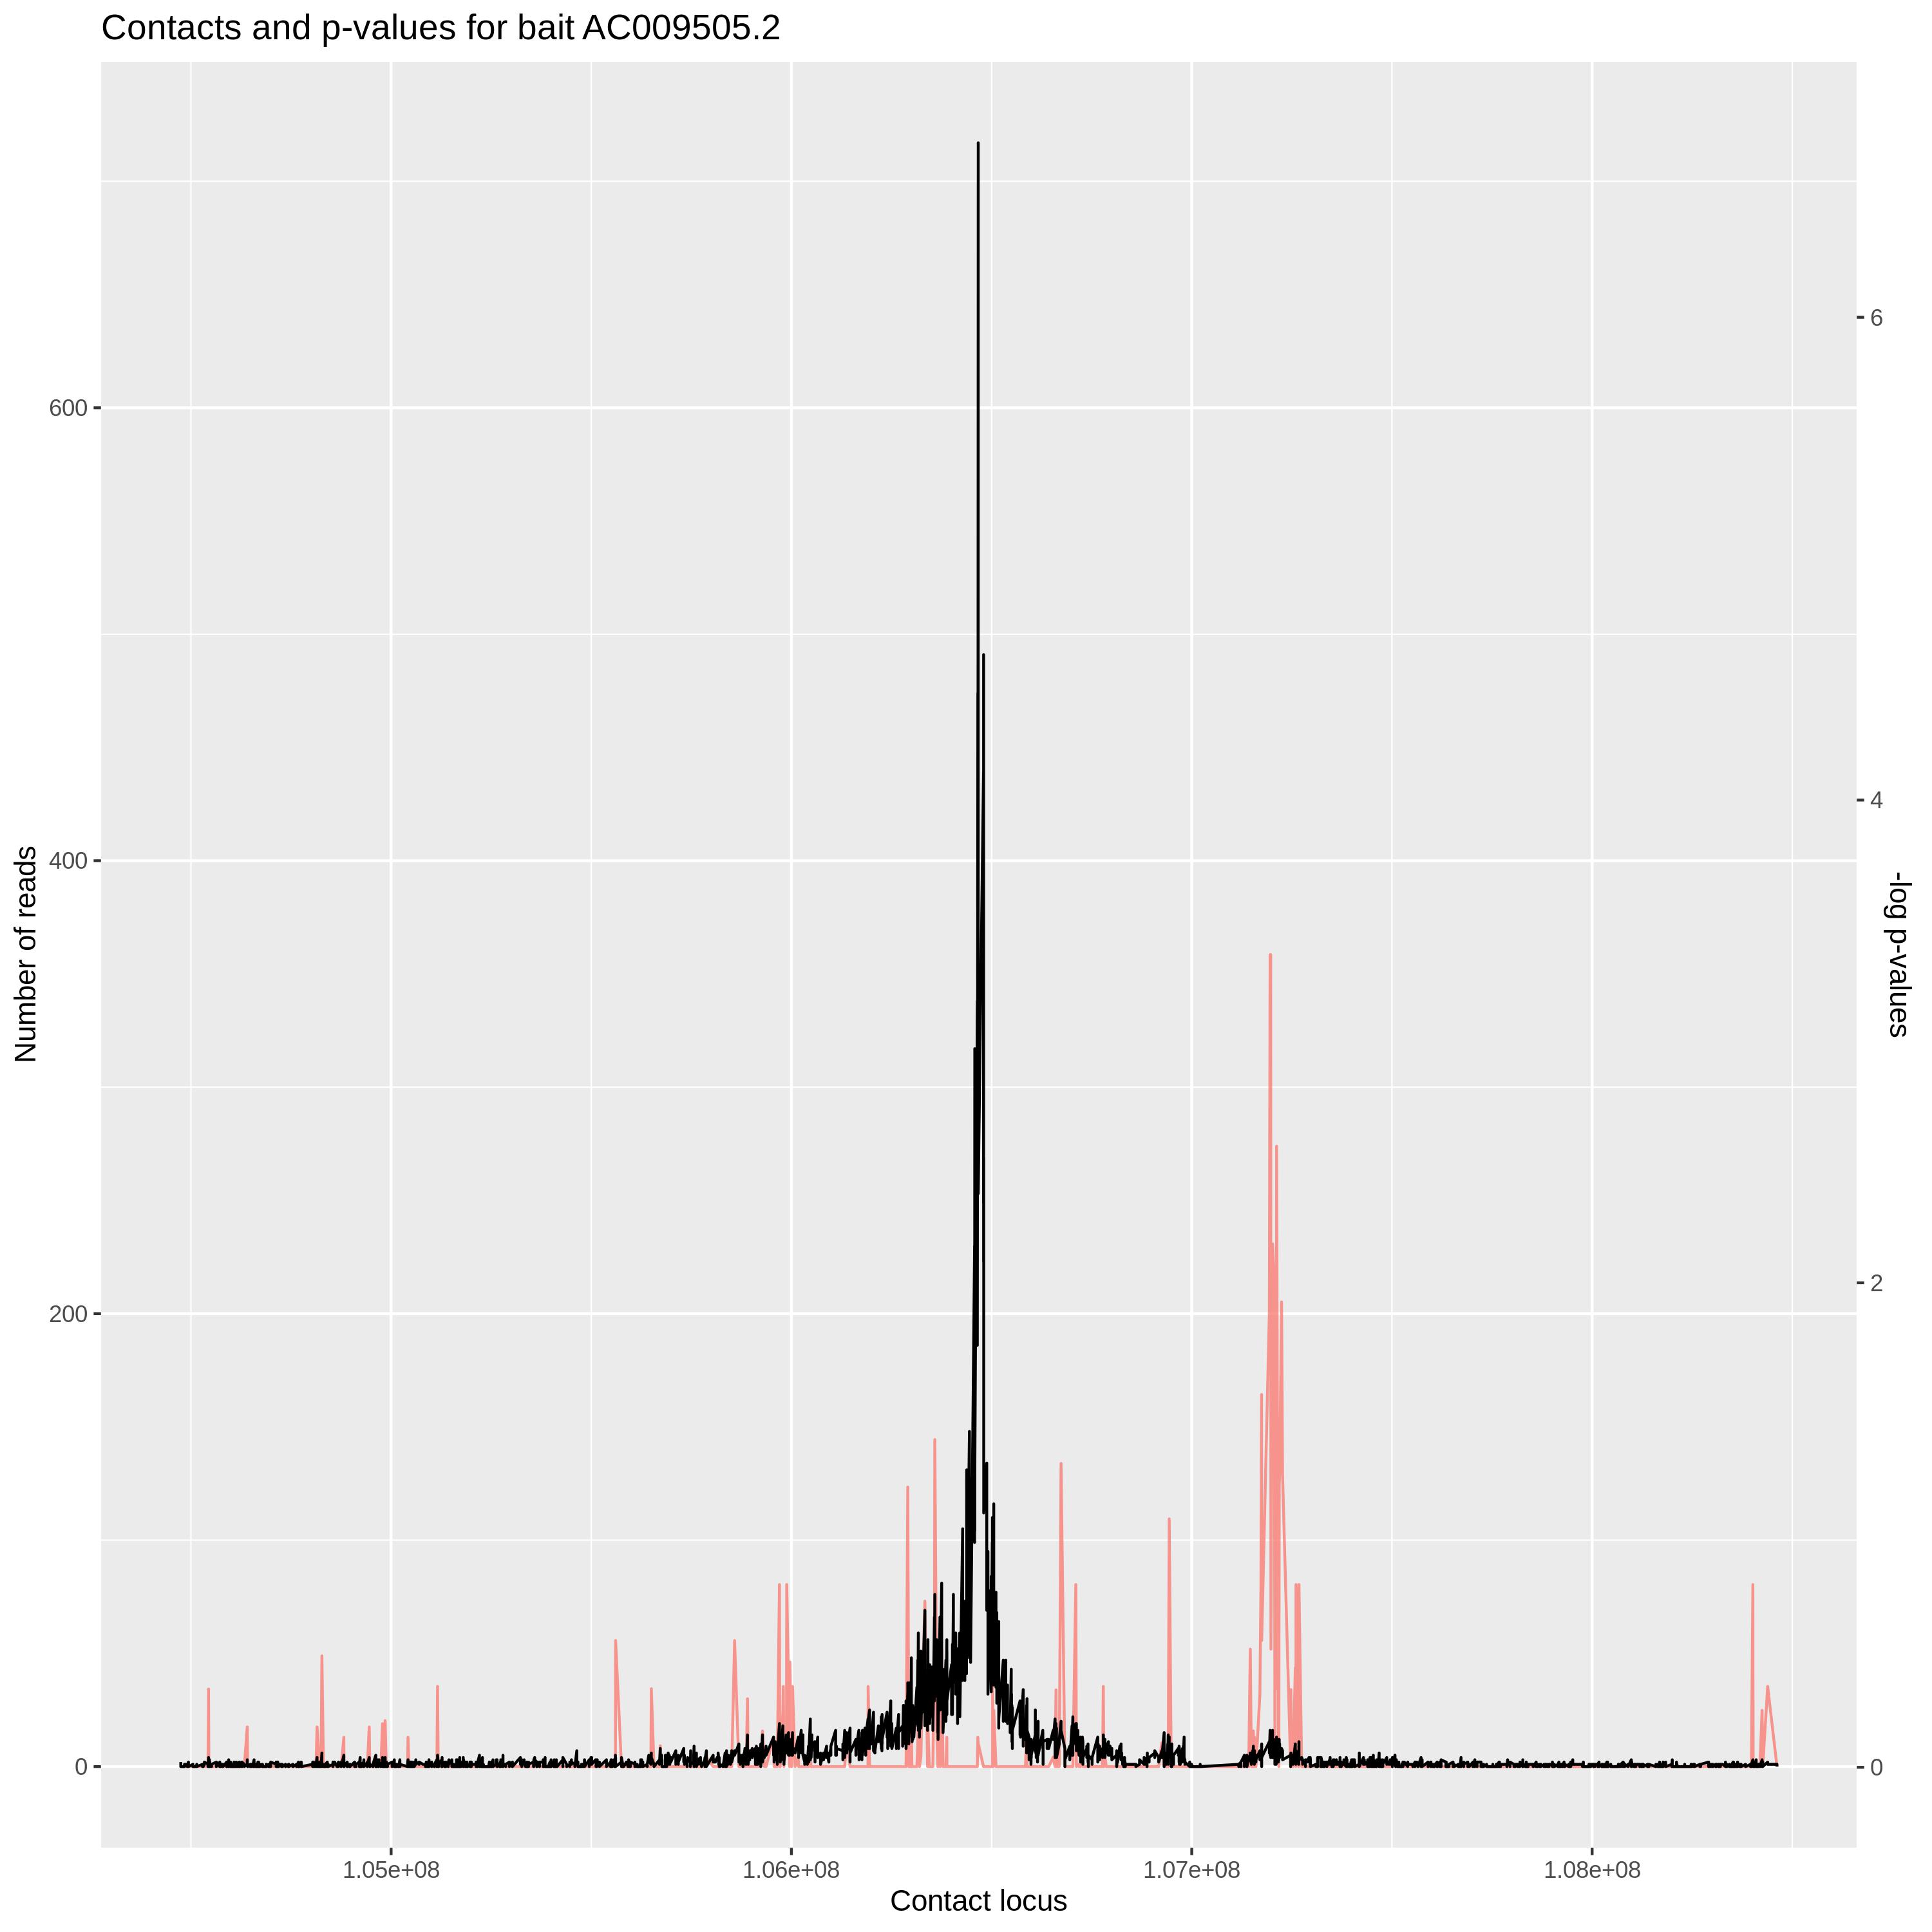 Contacts and p-values for bait AC009505.2
600
400
200
0
Number of reads
6
4
2
0
-log p-values
1.05e+08
1.06e+08
1.07e+08
1.08e+08
Contact locus